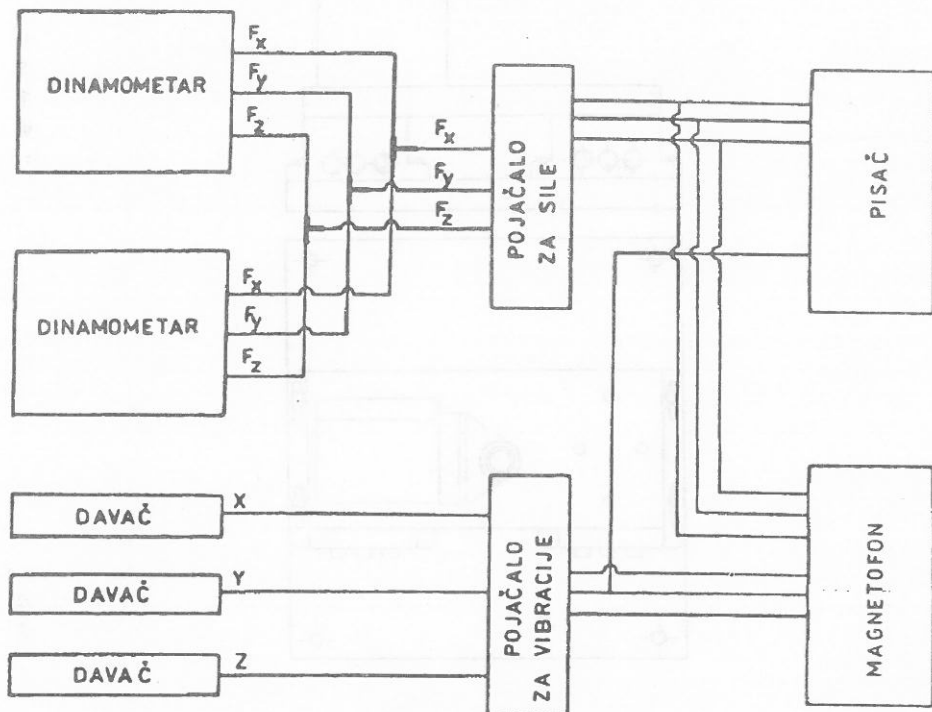 DINAMOMETAR
Fx
Fy
Fz
Fx
Fy
Fz
POJAČALO
ZA SILE
PISAČ
DINAMOMETAR
Fx
Fy
Fz
DAVAČ
X
DAVAČ
Y
DAVAČ
Z
POJAČALO
ZA VIBRACIJE
MAGNETOFON